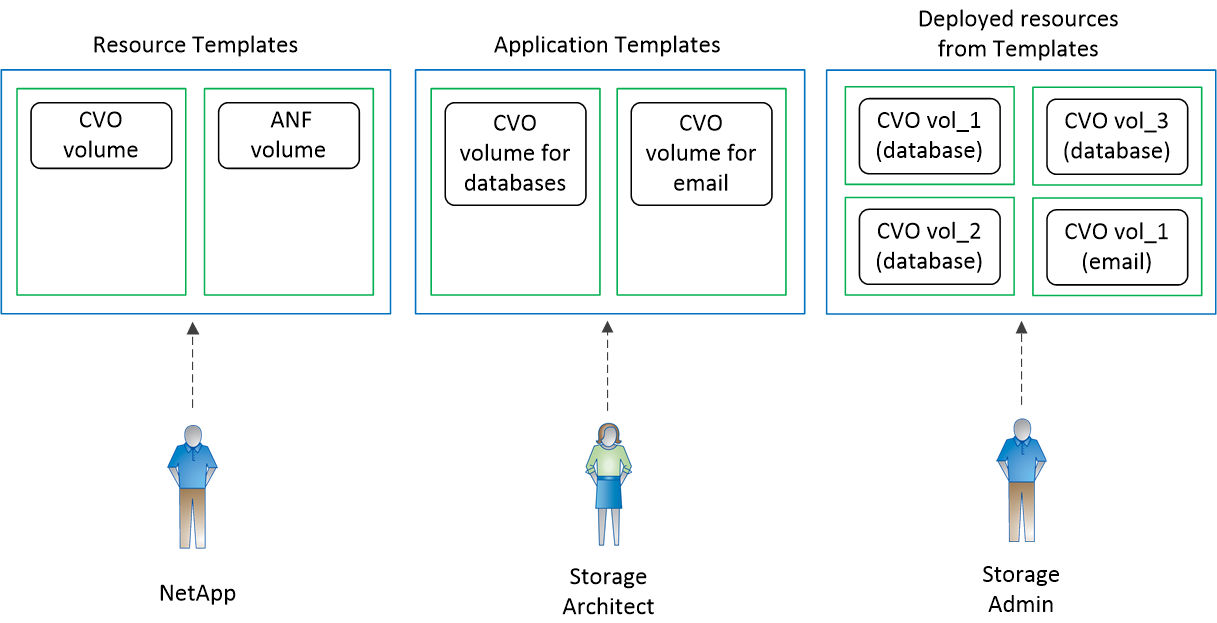 Resource Templates
CVO
volume
ANF
volume
NetApp
Application Templates
CVO
volume for
databases
CVO
volume for
email
Storage
Architect
Deployed resources
from Templates
CVO vol_1
(database)
CVO vol_3
(database)
CVO vol_2
(database)
CVO vol_1
(email)
Storage
Admin